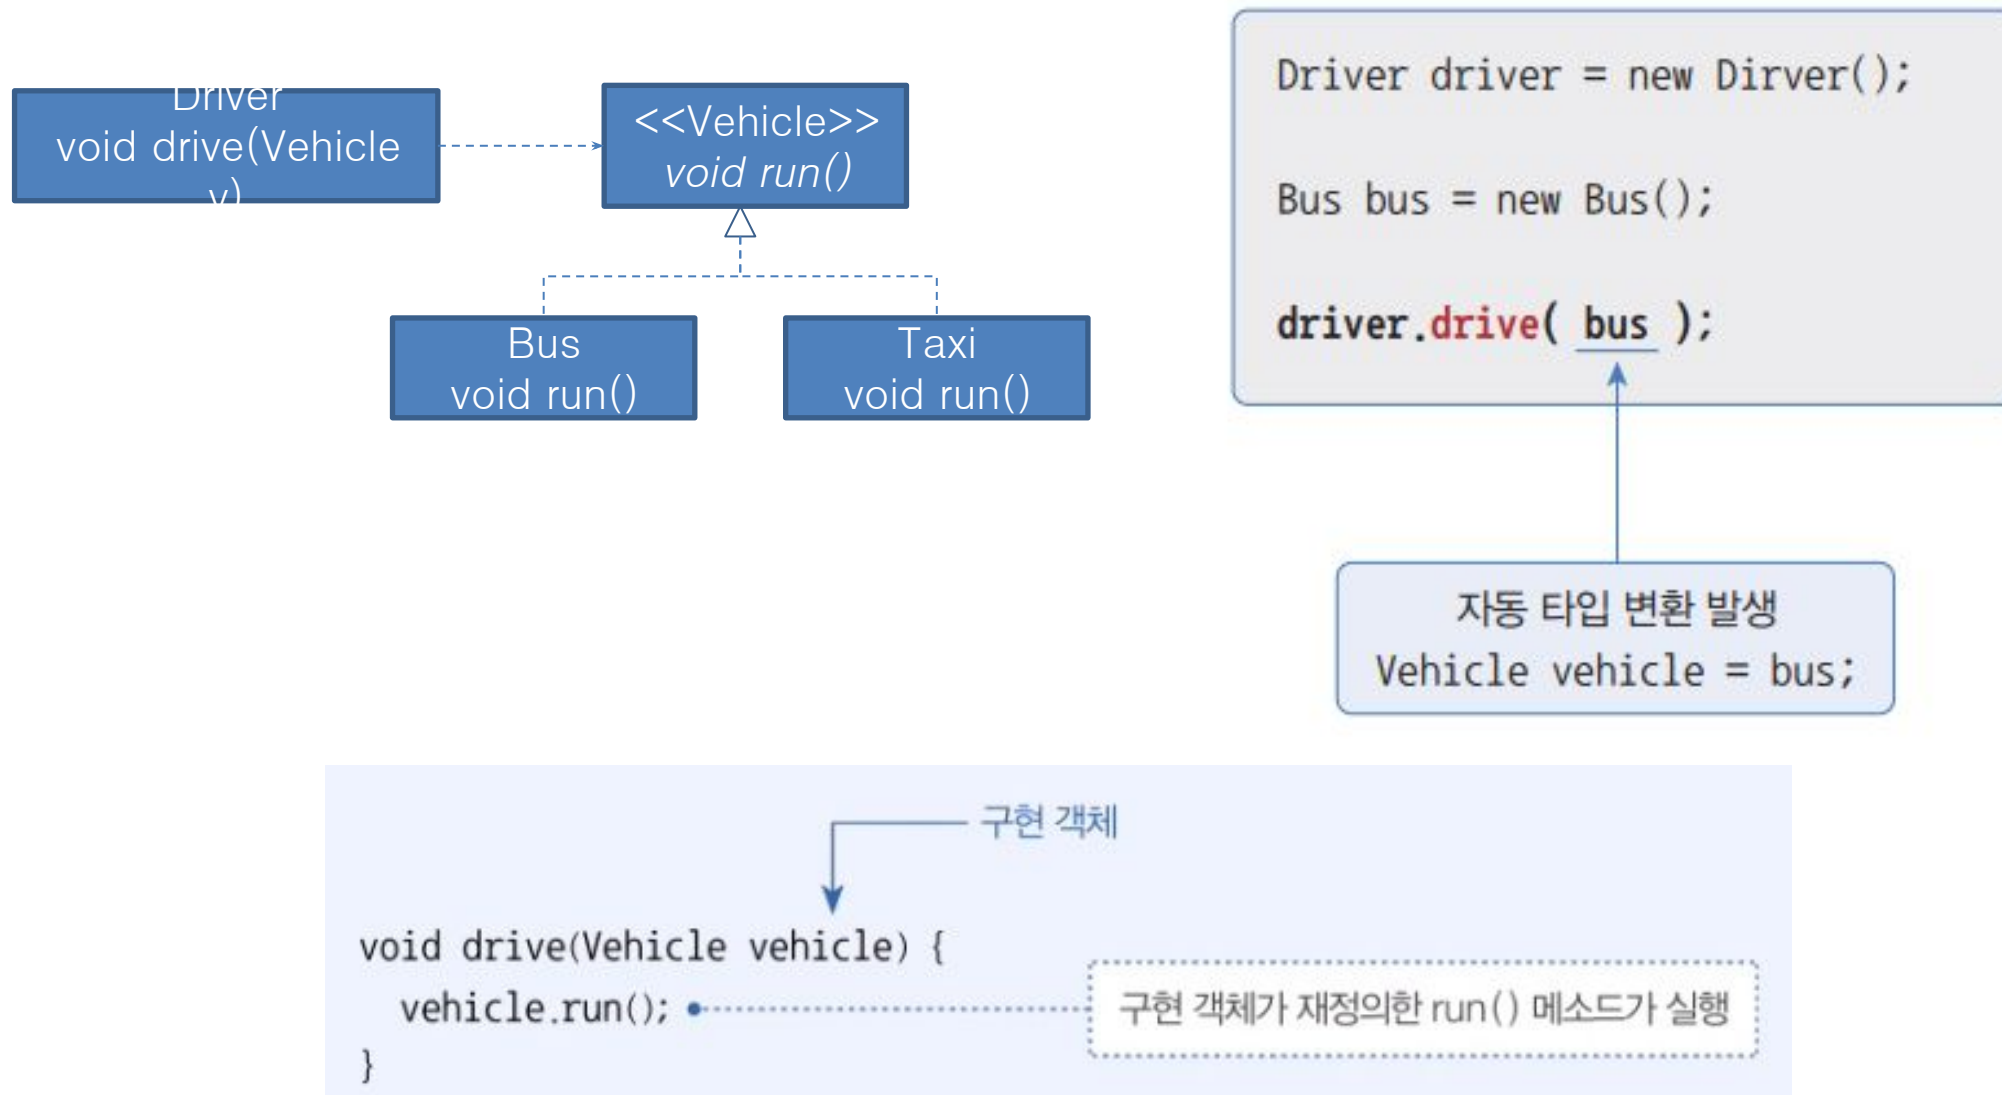 Driver
void drive(Vehicle
v)
<<Vehicle>>
void run()
Bus
void run()
Taxi
void run()
Driver driver = new Dirver();
Bus bus = new Bus();
driver.drive( bus );
자동 타입 변환 발생
Vehicle vehicle = bus;
구현 객체
void drive(Vehicle vehicle) {
vehicle.run();
구현 객체가 재정의한 run() 메소드가 실행
}